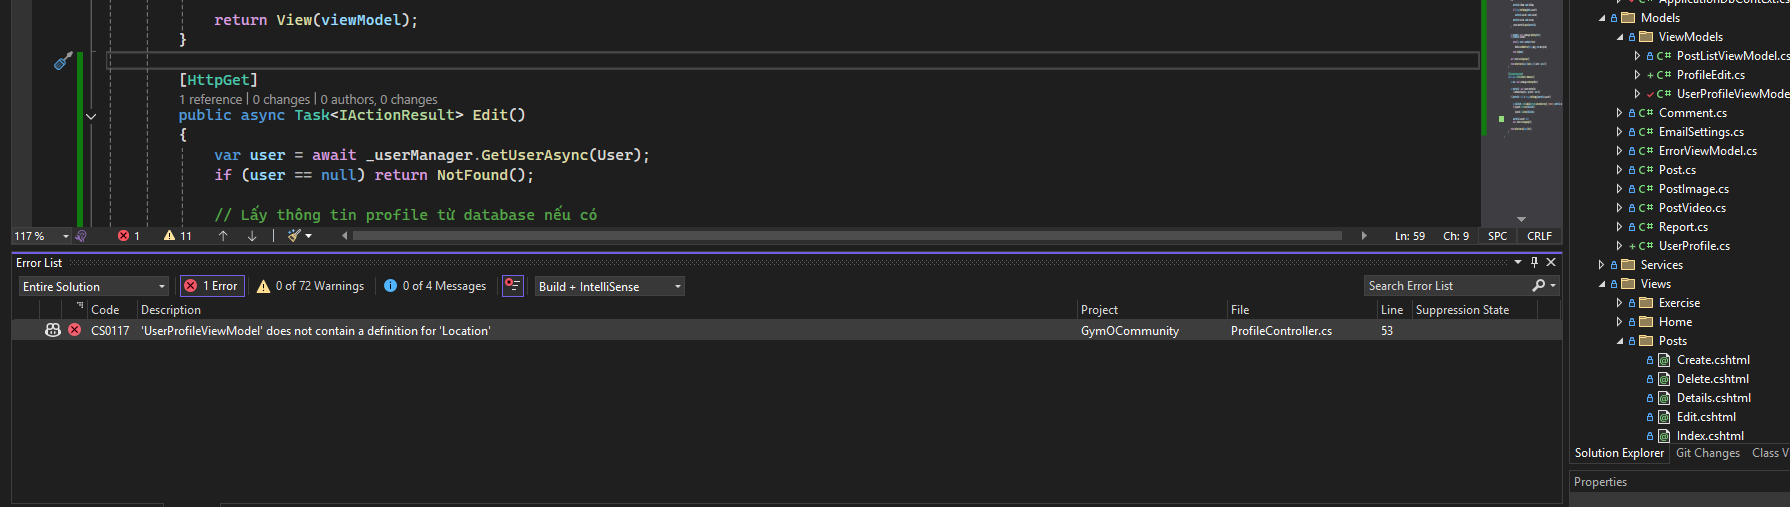 return View(viewModel);
}
[HttpGet]
1 reference | 0 changes | 0 authors, 0 changes
public async Task<IActionResult> Edit()
{
var user = await _userManager.GetUserAsync(User);
if (user == null) return NotFound();
// Lấy thông tin profile từ database nếu có
117 %
1
11
Ln: 59
Ch: 9
SPC
CRLF
Error List
Entire Solution
1 Error
0 of 72 Warnings
0 of 4 Messages
Build + IntelliSense
Search Error List
Code
Description
Project
File
Line
Suppression State
CS0117
'UserProfileViewModel' does not contain a definition for 'Location'
GymOCommunity
ProfileController.cs
53
Models
ViewModels
C# PostListViewModel.cs
+ C# ProfileEdit.cs
C# UserProfileViewMode
C# Comment.cs
C# EmailSettings.cs
C# ErrorViewModel.cs
C# Post.cs
C# PostImage.cs
C# PostVideo.cs
C# Report.cs
+ C# UserProfile.cs
Services
Views
Exercise
Home
Posts
Create.cshtml
Delete.cshtml
Details.cshtml
Edit.cshtml
Index.cshtml
Solution Explorer
Git Changes
Class V
Properties